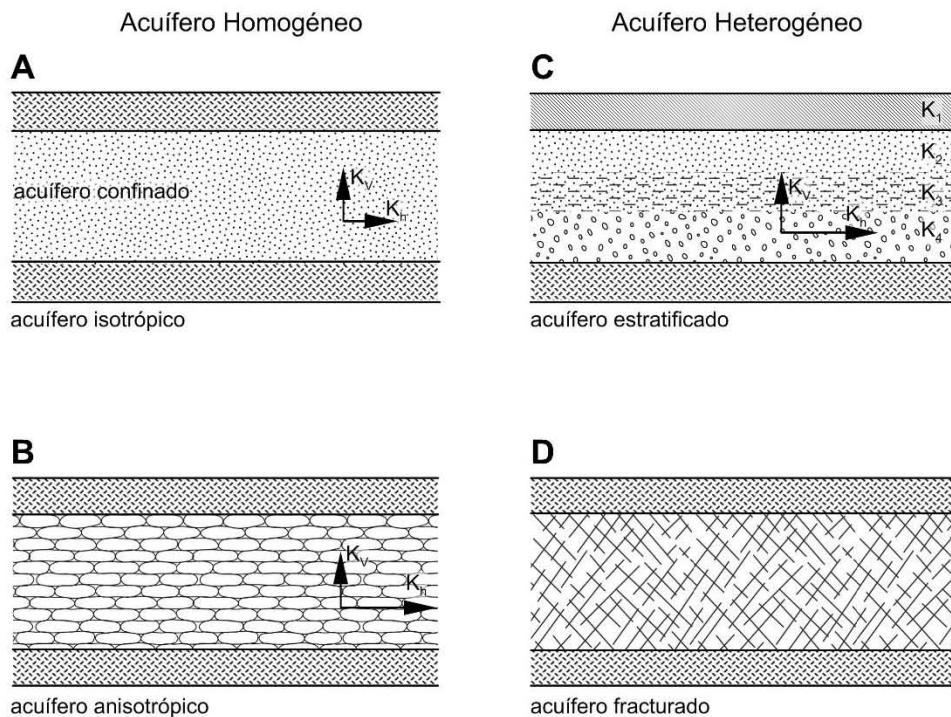 Acuífero Homogéneo
Acuífero Heterogéneo
A
acuífero confinado
Kv
Kh
acuífero isotrópico
C
K1
K2
K3
K4
Kv
Kh
acuífero estratificado
B
Kv
Kh
acuífero anisotrópico
D
acuífero fracturado